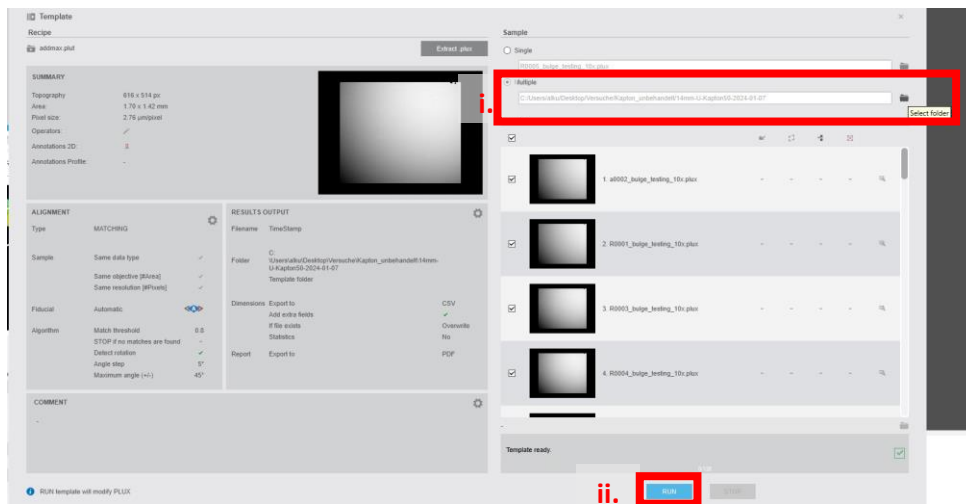 Template
Recipe
addmax.plut
Extract .plux
SUMMARY
Topography 616 x 514 px
Area: 1.70 x 1.42 mm
Pixel size: 2.76 µm/pixel
Operators:
Annotations 2D:
Annotations Profile: -
ALIGNMENT
Type MATCHING
Sample Same data type
Same objective [#Area]
Same resolution [#Pixels]
Fiducial Automatic
Algorithm Match threshold 0.8
STOP if no matches are found -
Detect rotation
Angle step 5°
Maximum angle (+/-) 45°
RESULTS OUTPUT
Filename TimeStamp
Folder C:
\Users\alku\Desktop\Versuche\Kapton_unbehandelt\14mm-
U-Kapton50-2024-01-07
Template folder
Dimensions Export to CSV
Add extra fields
If file exists Overwrite
Statistics No
Report Export to PDF
COMMENT
-
RUN template will modify PLUX
Sample
Single
R0005_bulge_testing_10x.plux
Multiple
i.
C:/Users/alku/Desktop/Versuche/Kapton_unbehandelt/14mm-U-Kapton50-2024-01-07
Select folder
1. a0002_bulge_testing_10x.plux - - - -
2. R0001_bulge_testing_10x.plux - - - -
3. R0003_bulge_testing_10x.plux - - - -
4. R0004_bulge_testing_10x.plux - - - -
-
Template ready.
ii.
RUN
STOP